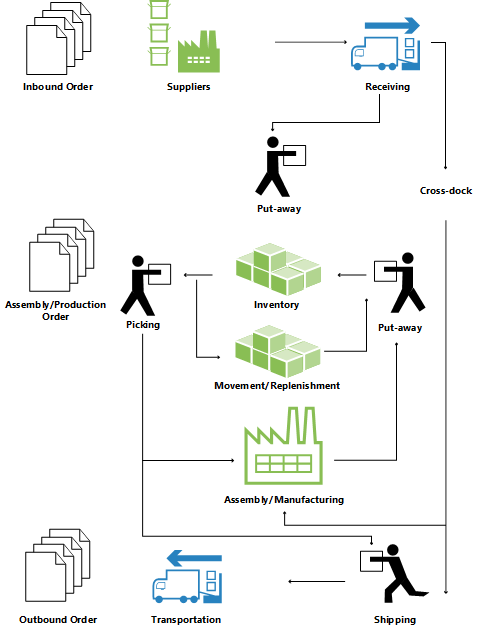 Inbound Order
Suppliers
Receiving
Put-away
Cross-dock
Assembly/Production
Order
Picking
Inventory
Put-away
Movement/Replenishment
Assembly/Manufacturing
Outbound Order
Transportation
Shipping